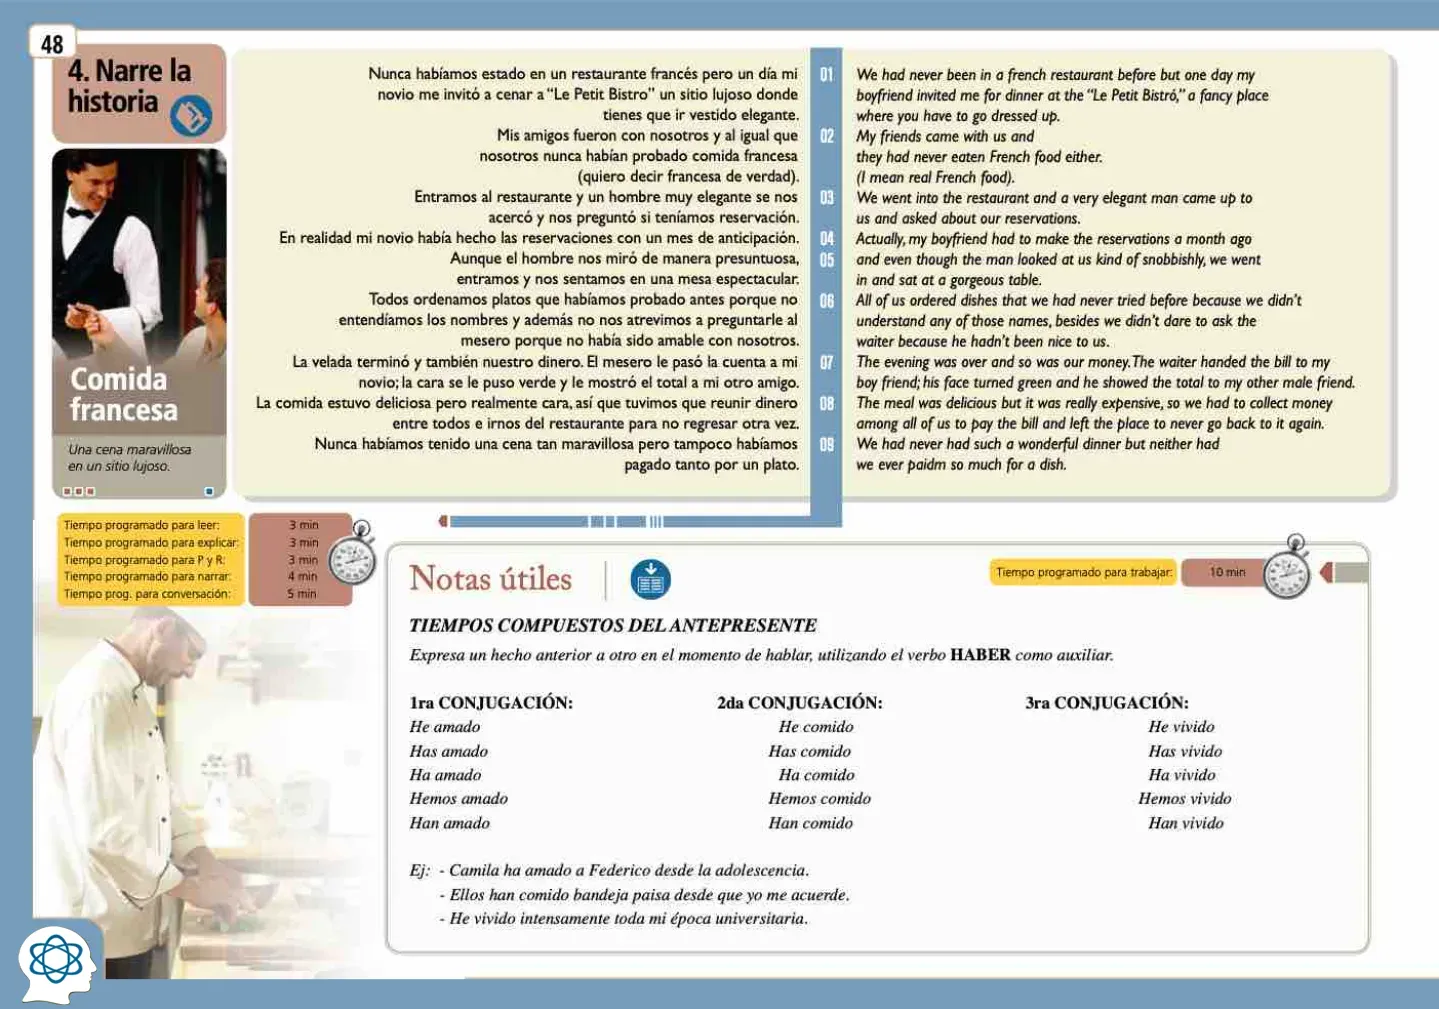 48
4. Narre la
historia
Comida
francesa
Una cena maravillosa
en un sitio lujoso.
Nunca habíamos estado en un restaurante francés pero un día mi
novio me invitó a cenar a “Le Petit Bistro” un sitio lujoso donde
tienes que ir vestido elegante.
Mis amigos fueron con nosotros y al igual que
nosotros nunca habían probado comida francesa
(quiero decir francesa de verdad).
Entramos al restaurante y un hombre muy elegante se nos
acercó y nos preguntó si teníamos reservación.
En realidad mi novio había hecho las reservaciones con un mes de anticipación.
Aunque el hombre nos miró de manera presuntuosa,
entramos y nos sentamos en una mesa espectacular.
Todos ordenamos platos que habíamos probado antes porque no
entendíamos los nombres y además no nos atrevimos a preguntarle al
mesero porque no había sido amable con nosotros.
La velada terminó y también nuestro dinero. El mesero le pasó la cuenta a mi
novio; la cara se le puso verde y le mostró el total a mi otro amigo.
La comida estuvo deliciosa pero realmente cara, así que tuvimos que reunir dinero
entre todos e irnos del restaurante para no regresar otra vez.
Nunca habíamos tenido una cena tan maravillosa pero tampoco habíamos
pagado tanto por un plato.
01
02
03
04
05
06
07
08
09
We had never been in a french restaurant before but one day my
boyfriend invited me for dinner at the “Le Petit Bistró,” a fancy place
where you have to go dressed up.
My friends came with us and
they had never eaten French food either.
(I mean real French food).
We went into the restaurant and a very elegant man came up to
us and asked about our reservations.
Actually, my boyfriend had to make the reservations a month ago
and even though the man looked at us kind of snobbishly, we went
in and sat at a gorgeous table.
All of us ordered dishes that we had never tried before because we didn’t
understand any of those names, besides we didn’t dare to ask the
waiter because he hadn’t been nice to us.
The evening was over and so was our money. The waiter handed the bill to my
boy friend; his face turned green and he showed the total to my other male friend.
The meal was delicious but it was really expensive, so we had to collect money
among all of us to pay the bill and left the place to never go back to it again.
We had never had such a wonderful dinner but neither had
we ever paidm so much for a dish.
Tiempo programado para leer: 3 min
Tiempo programado para explicar: 3 min
Tiempo programado para P y R: 3 min
Tiempo programado para narrar: 4 min
Tiempo prog. para conversación: 5 min
Notas útiles
Tiempo programado para trabajar: 10 min
TIEMPOS COMPUESTOS DEL ANTEPRESENTE
Expresa un hecho anterior a otro en el momento de hablar, utilizando el verbo HABER como auxiliar.
1ra CONJUGACIÓN: 2da CONJUGACIÓN: 3ra CONJUGACIÓN:
He amado He comido He vivido
Has amado Has comido Has vivido
Ha amado Ha comido Ha vivido
Hemos amado Hemos comido Hemos vivido
Han amado Han comido Han vivido
Ej: - Camila ha amado a Federico desde la adolescencia.
- Ellos han comido bandeja paisa desde que yo me acuerde.
- He vivido intensamente toda mi época universitaria.